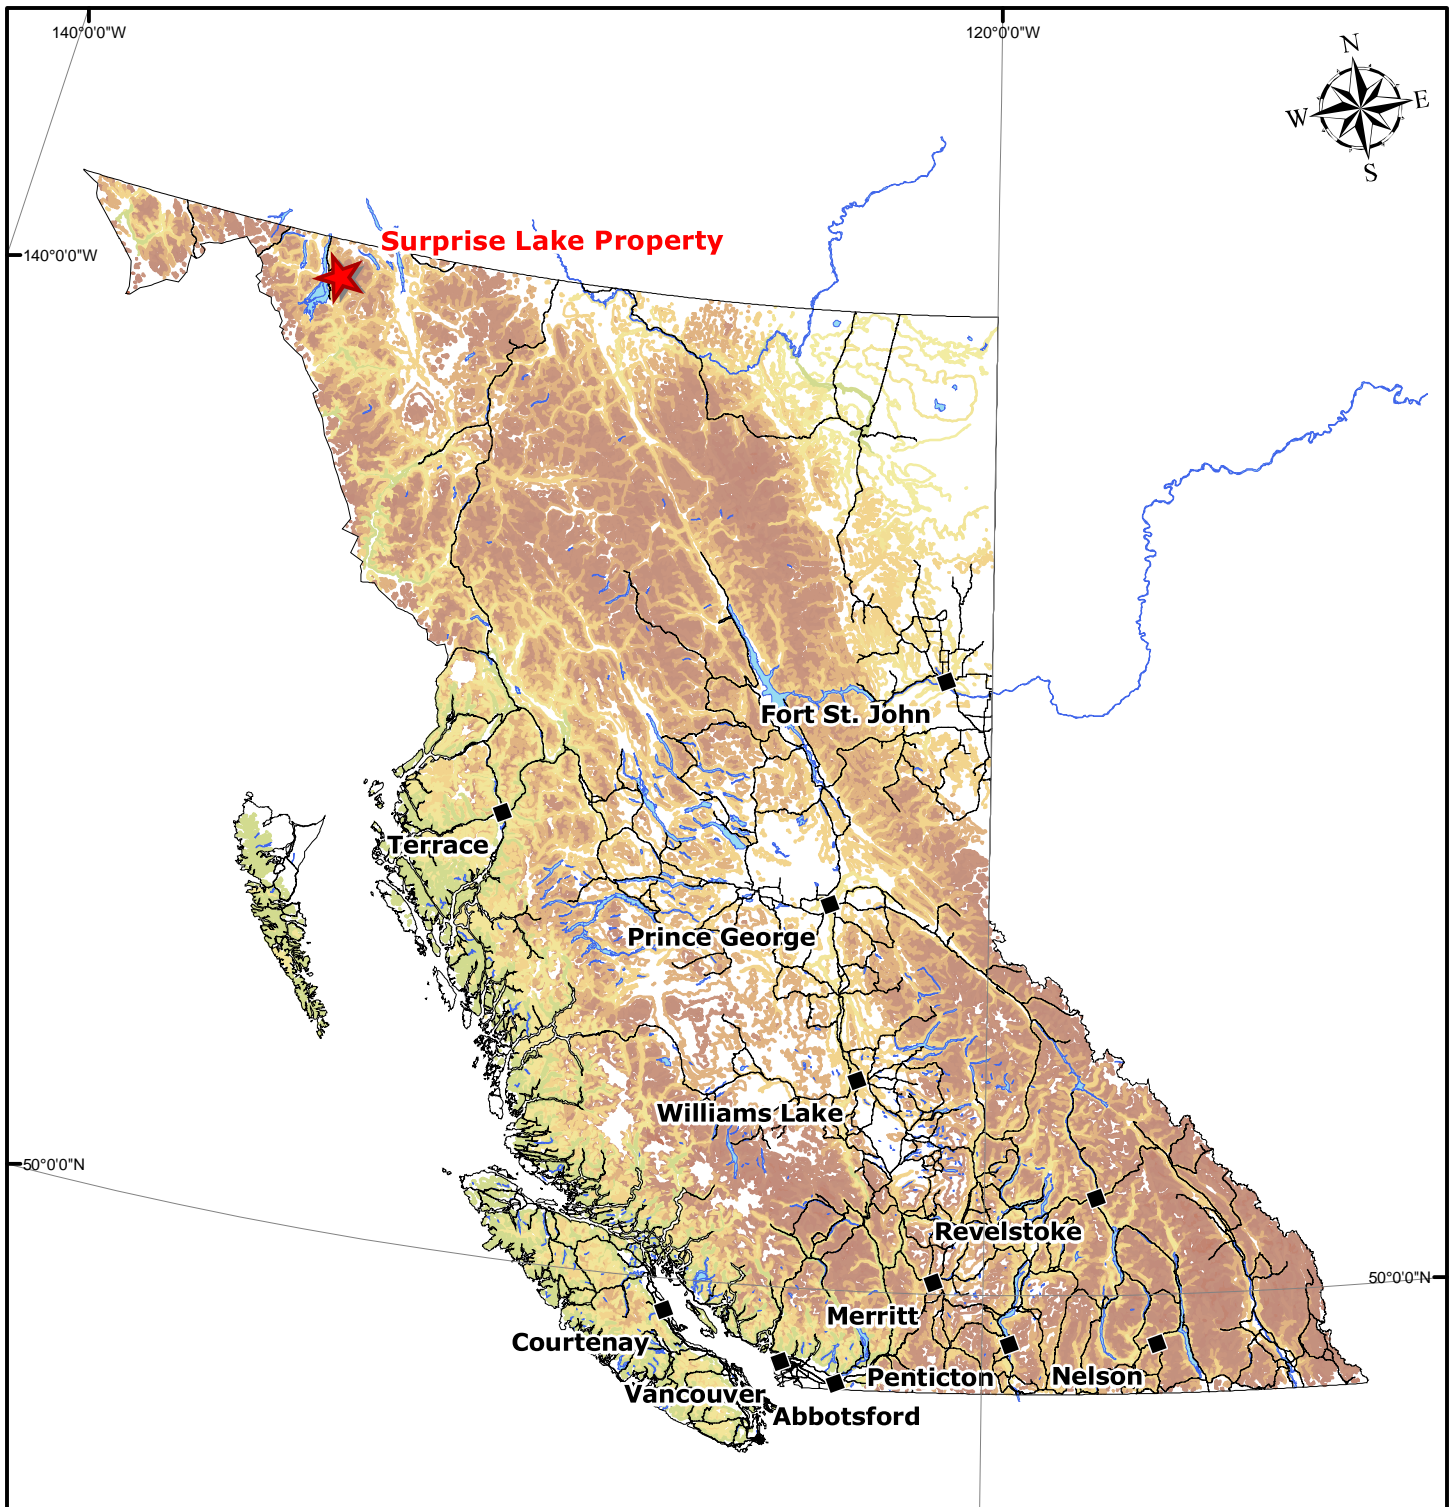 140°0'0"W
120°0'0"W
N
W
E
S
Surprise Lake Property
140°0'0"W
Fort St. John
Terrace
Prince George
Williams Lake
50°0'0"N
Revelstoke
50°0'0"N
Merritt
Courtenay
Penticton
Nelson
Vancouver
Abbotsford